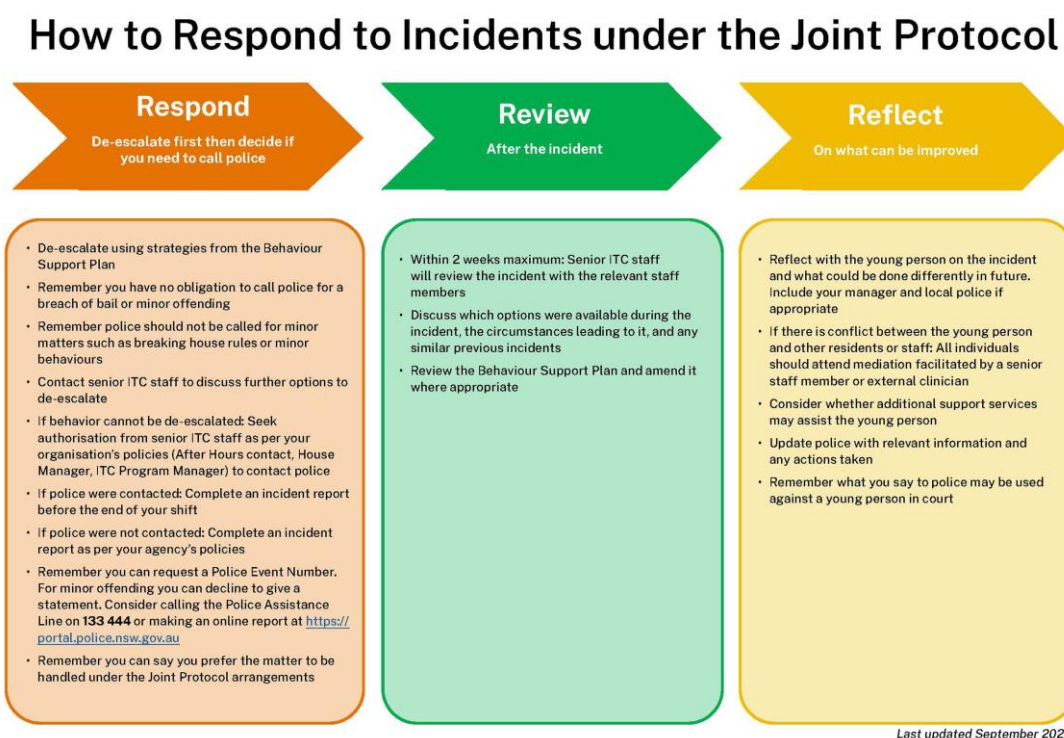 How to Respond to Incidents under the Joint Protocol
Respond
De-escalate first then decide if
you need to call police
Review
After the incident
Reflect
On what can be improved
• De-escalate using strategies from the Behaviour
Support Plan
• Remember you have no obligation to call police for a
breach of bail or minor offending
• Remember police should not be called for minor
matters such as breaking house rules or minor
behaviours
• Contact senior ITC staff to discuss further options to
de-escalate
• If behavior cannot be de-escalated: Seek
authorisation from senior ITC staff as per your
organisation's policies (After Hours contact, House
Manager, ITC Program Manager) to contact police
• If police were contacted: Complete an incident report
before the end of your shift
• If police were not contacted: Complete an incident
report as per your agency's policies
• Remember you can request a Police Event Number.
For minor offending you can decline to give a
statement. Consider calling the Police Assistance
Line on 133 444 or making an online report at https://
portal.police.nsw.gov.au
• Remember you can say you prefer the matter to be
handled under the Joint Protocol arrangements
• Within 2 weeks maximum: Senior ITC staff
will review the incident with the relevant staff
members
• Discuss which options were available during the
incident, the circumstances leading to it, and any
similar previous incidents
• Review the Behaviour Support Plan and amend it
where appropriate
• Reflect with the young person on the incident
and what could be done differently in future.
Include your manager and local police if
appropriate
• If there is conflict between the young person
and other residents or staff: All individuals
should attend mediation facilitated by a senior
staff member or external clinician
• Consider whether additional support services
may assist the young person
• Update police with relevant information and
any actions taken
• Remember what you say to police may be used
against a young person in court
Last updated September